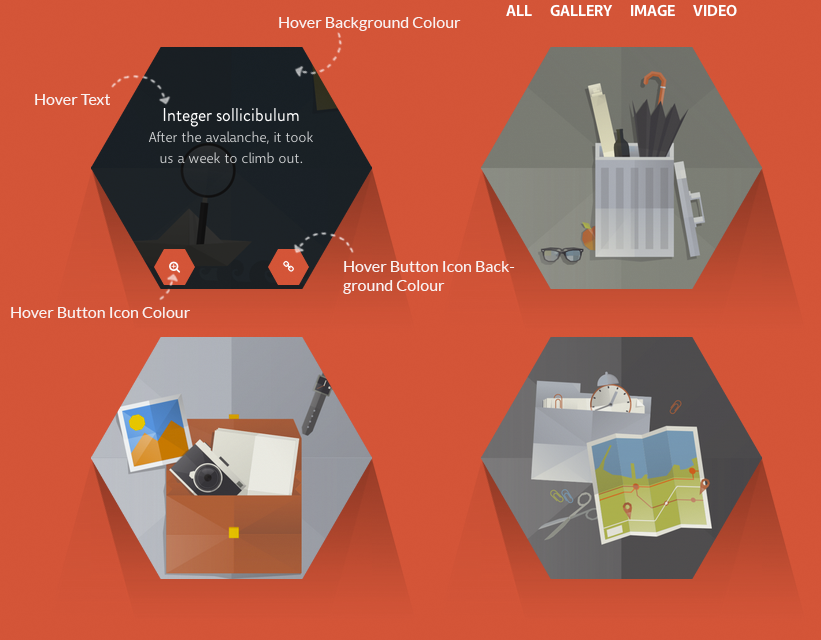 ALL GALLERY IMAGE VIDEO
Hover Background Colour
Hover Text
Integer sollicibulum
After the avalanche, it took
us a week to climb out.
Hover Button Icon Back-
ground Colour
Hover Button Icon Colour